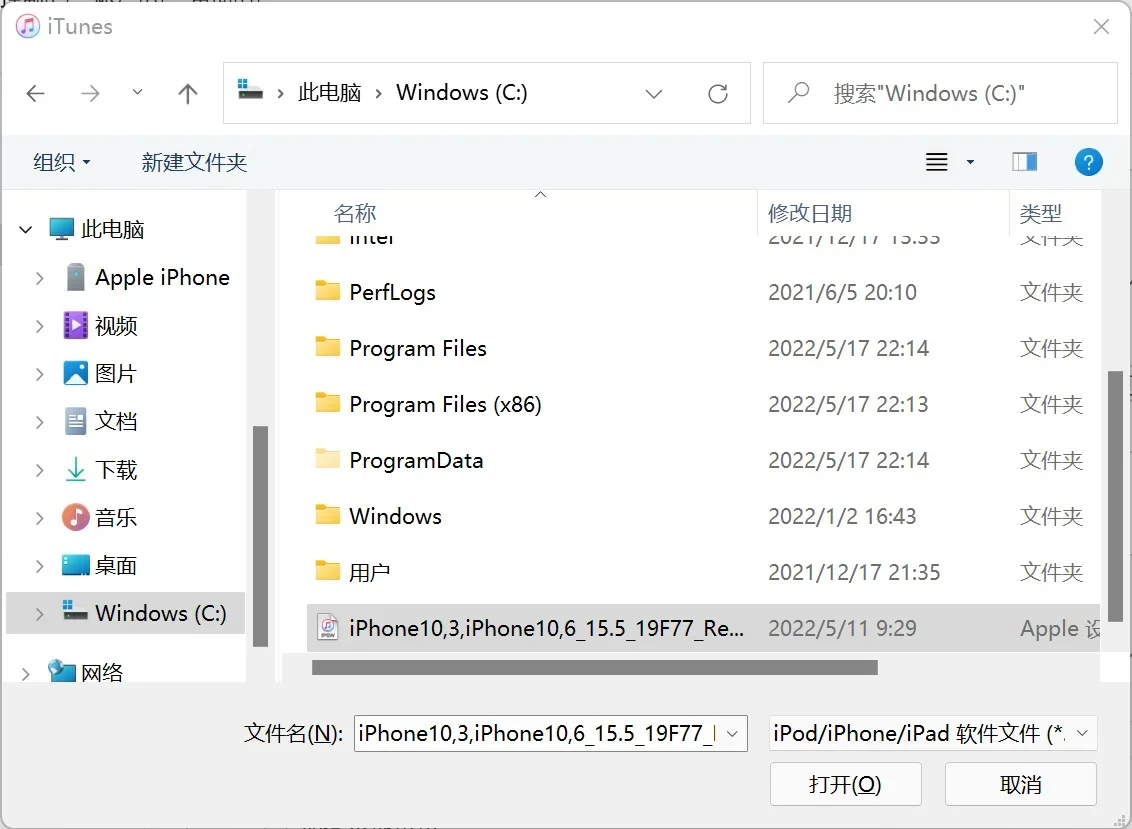 iTunes
此电脑 › Windows (C:)
搜索"Windows (C:)"
组织
新建文件夹
?
此电脑
Apple iPhone
视频
图片
文档
下载
音乐
桌面
Windows (C:)
网络
名称 修改日期 类型
Intel 2021/12/17 13:33 文件夹
PerfLogs 2021/6/5 20:10 文件夹
Program Files 2022/5/17 22:14 文件夹
Program Files (x86) 2022/5/17 22:13 文件夹
ProgramData 2022/5/17 22:14 文件夹
Windows 2022/1/2 16:43 文件夹
用户 2021/12/17 21:35 文件夹
iPhone10,3,iPhone10,6_15.5_19F77_Re... 2022/5/11 9:29 Apple 设
文件名(N): iPhone10,3,iPhone10,6_15.5_19F77_ iPod/iPhone/iPad 软件文件 (*.
打开(O) 取消